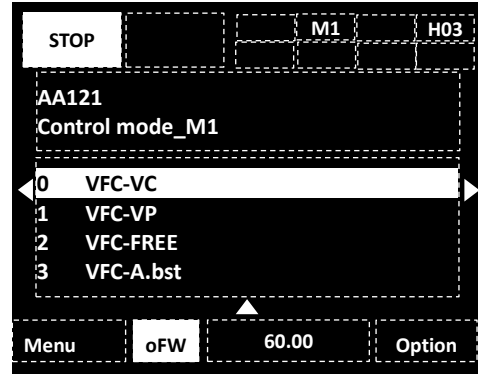 STOP M1 H03
AA121
Control mode_M1
0 VFC-VC
1 VFC-VP
2 VFC-FREE
3 VFC-A.bst
Menu oFW 60.00 Option